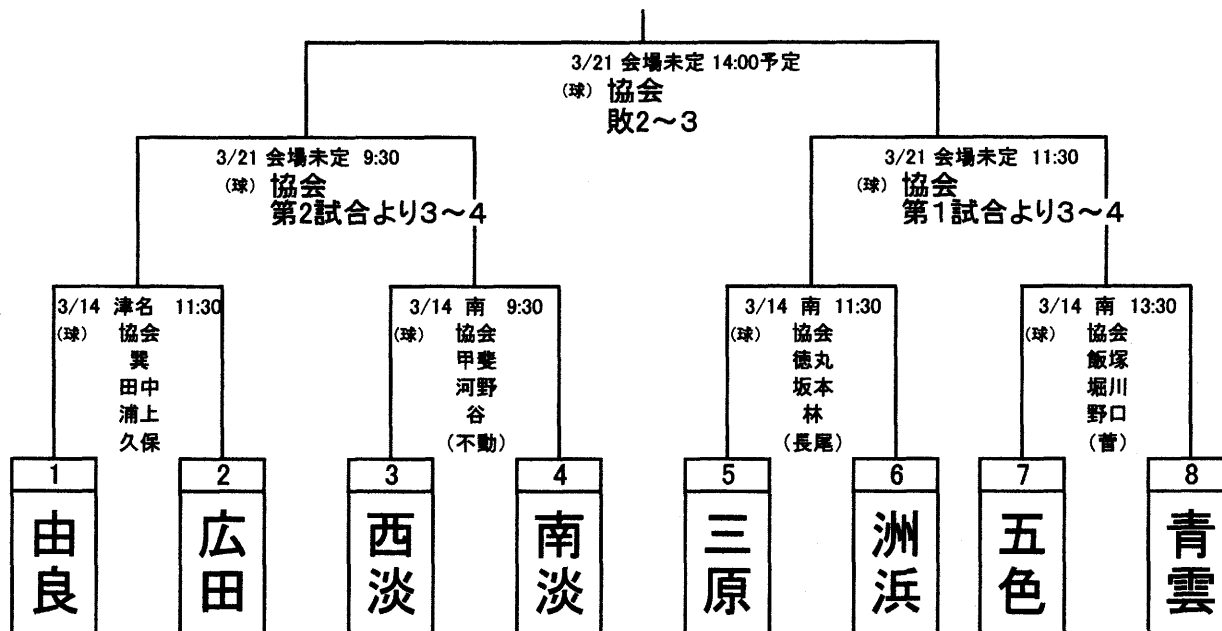 3/21 会場未定 14:00予定
(球) 協会
敗2～3
3/21 会場未定 9:30
(球) 協会
第2試合より3～4
3/21 会場未定 11:30
(球) 協会
第1試合より3～4
3/14 津名 11:30
(球) 協会
巽
田中
浦上
久保
3/14 南 9:30
(球) 協会
甲斐
河野
谷
(不動)
3/14 南 11:30
(球) 協会
徳丸
坂本
林
(長尾)
3/14 南 13:30
(球) 協会
飯塚
堀川
野口
(菅)
1
由良
2
広田
3
西淡
4
南淡
5
三原
6
洲浜
7
五色
8
青雲